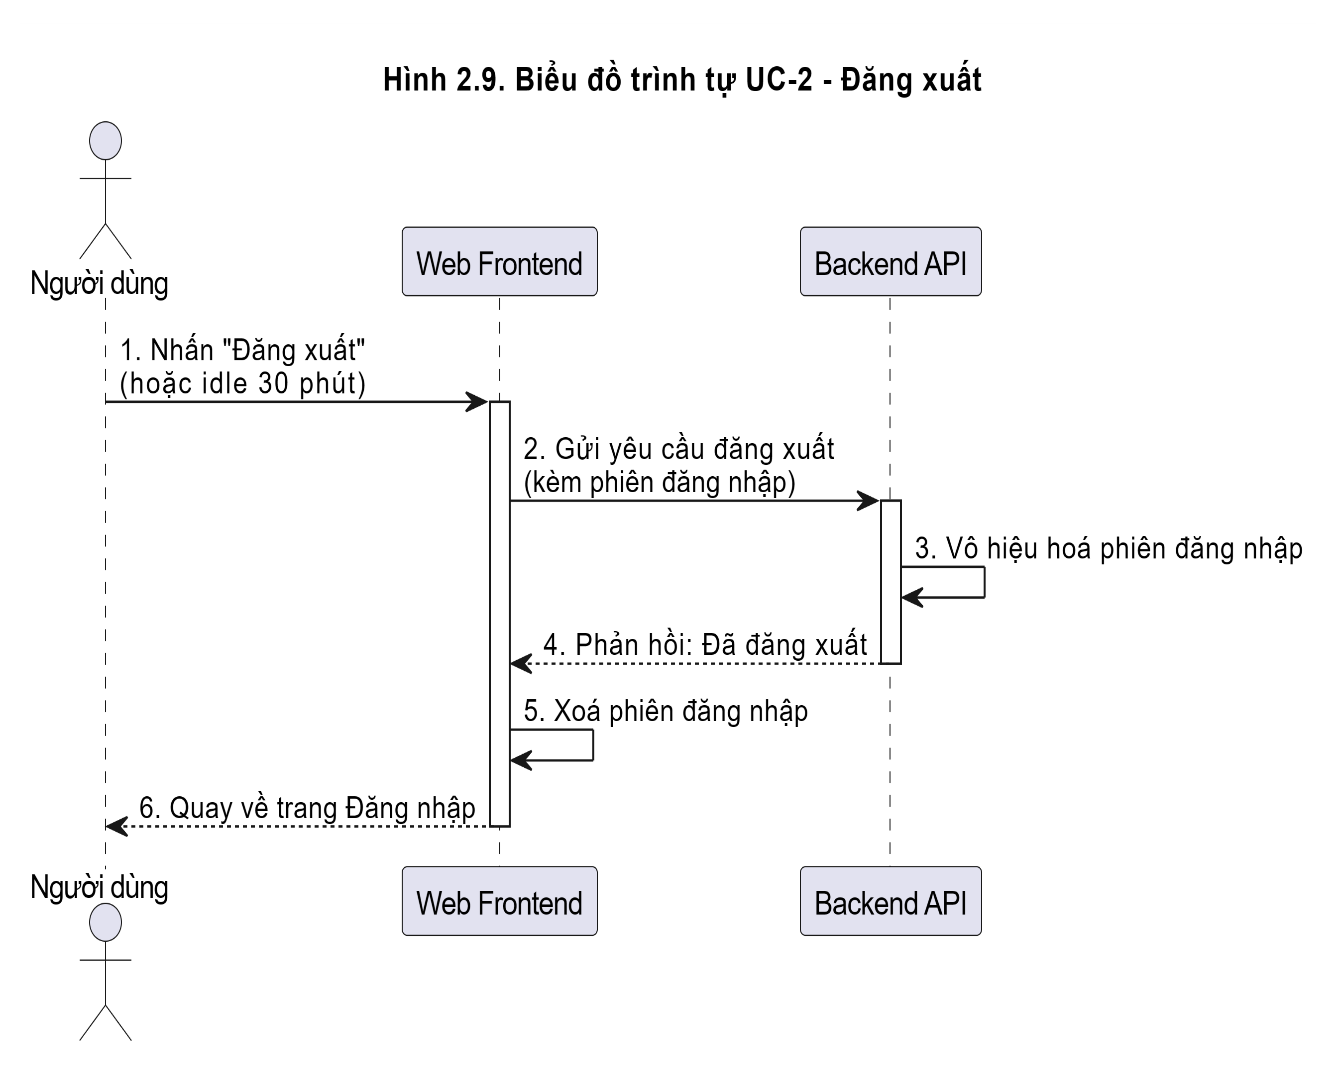 Hình 2.9. Biểu đồ trình tự UC-2 - Đăng xuất
Người dùng
Web Frontend
Backend API
1. Nhấn "Đăng xuất"
(hoặc idle 30 phút)
2. Gửi yêu cầu đăng xuất
(kèm phiên đăng nhập)
3. Vô hiệu hoá phiên đăng nhập
4. Phản hồi: Đã đăng xuất
5. Xoá phiên đăng nhập
6. Quay về trang Đăng nhập
Người dùng
Web Frontend
Backend API